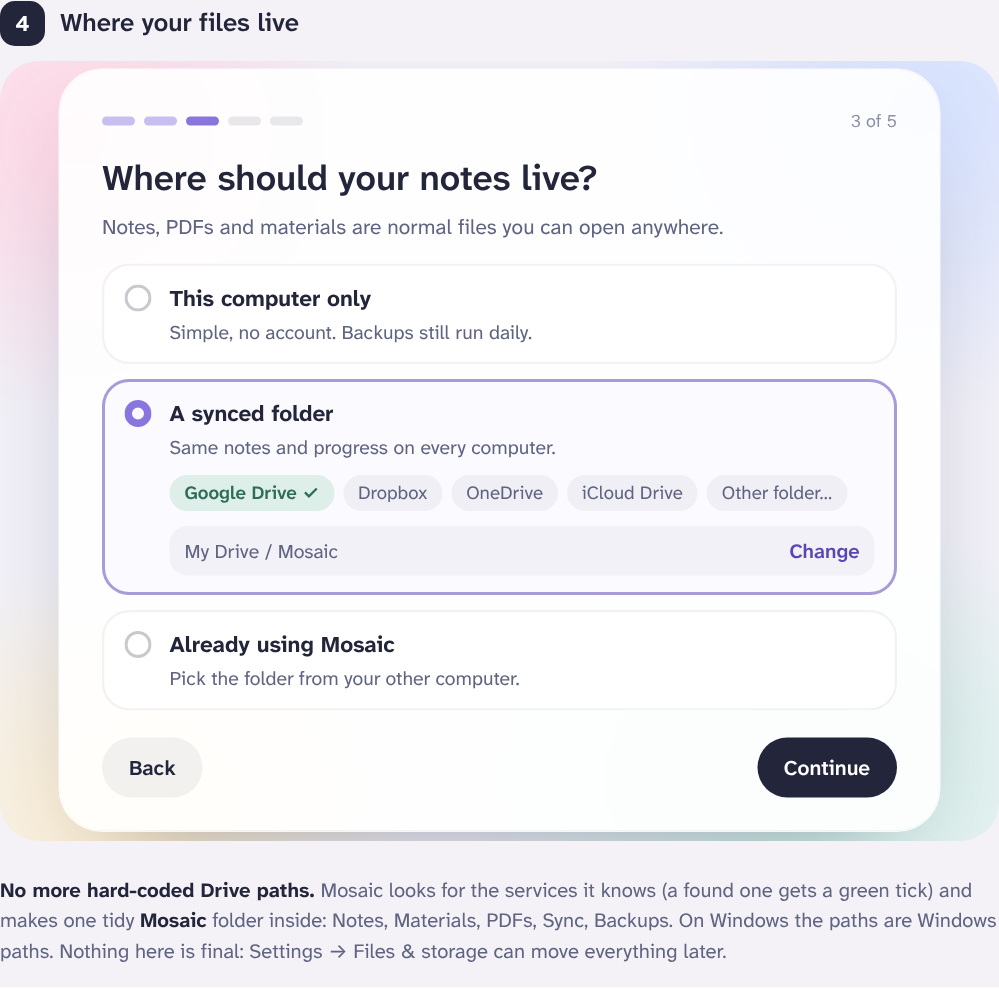 4 Where your files live
3 of 5
Where should your notes live?
Notes, PDFs and materials are normal files you can open anywhere.
This computer only
Simple, no account. Backups still run daily.
A synced folder
Same notes and progress on every computer.
Google Drive ✓ Dropbox OneDrive iCloud Drive Other folder...
My Drive / Mosaic Change
Already using Mosaic
Pick the folder from your other computer.
Back Continue
No more hard-coded Drive paths. Mosaic looks for the services it knows (a found one gets a green tick) and
makes one tidy Mosaic folder inside: Notes, Materials, PDFs, Sync, Backups. On Windows the paths are Windows
paths. Nothing here is final: Settings → Files & storage can move everything later.